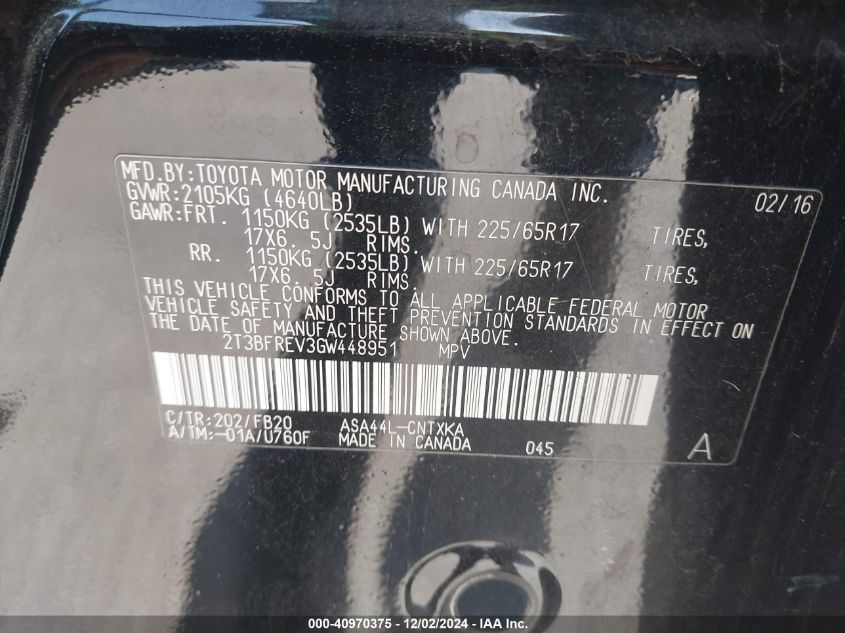 MFD.BY:TOYOTA MOTOR MANUFACTURING CANADA INC. 02/16
GVWR:2105KG (4640LB)
GAWR:FRT. 1150KG (2535LB) WITH 225/65R17 TIRES,
17X6. 5J RIMS.
RR. 1150KG (2535LB) WITH 225/65R17 TIRES,
17X6. 5J RIMS.
THIS VEHICLE CONFORMS TO ALL APPLICABLE FEDERAL MOTOR
VEHICLE SAFETY AND THEFT PREVENTION STANDARDS IN EFFECT ON
THE DATE OF MANUFACTURE SHOWN ABOVE.
2T3BFREV3GW448951 MPV
C/TR:202/FB20 ASA44L-CNTXKA
A/TM:-01A/U760F MADE IN CANADA 045 A
000-40970375 - 12/02/2024 - IAA Inc.